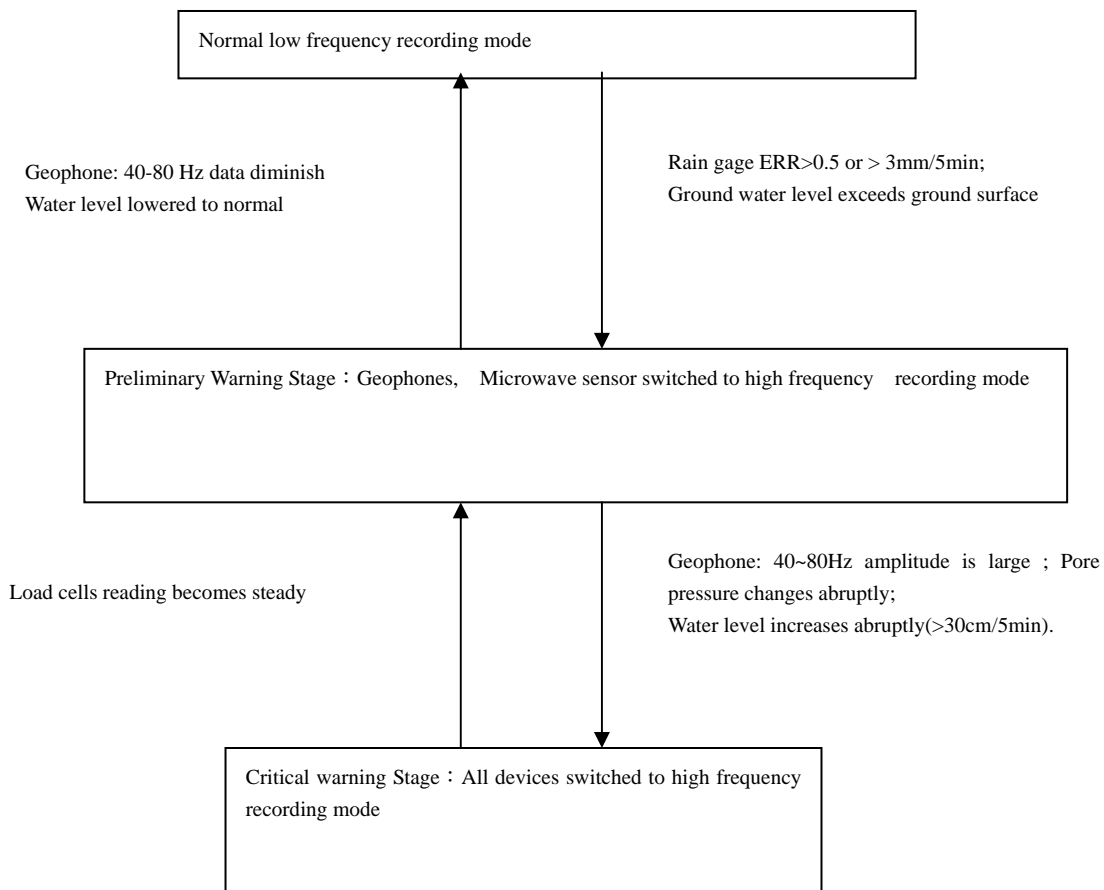 Normal low frequency recording mode
Geophone: 40-80 Hz data diminish
Water level lowered to normal
Rain gage ERR>0.5 or > 3mm/5min;
Ground water level exceeds ground surface
Preliminary Warning Stage：Geophones, Microwave sensor switched to high frequency recording mode
Load cells reading becomes steady
Geophone: 40~80Hz amplitude is large ; Pore
pressure changes abruptly;
Water level increases abruptly(>30cm/5min).
Critical warning Stage：All devices switched to high frequency
recording mode